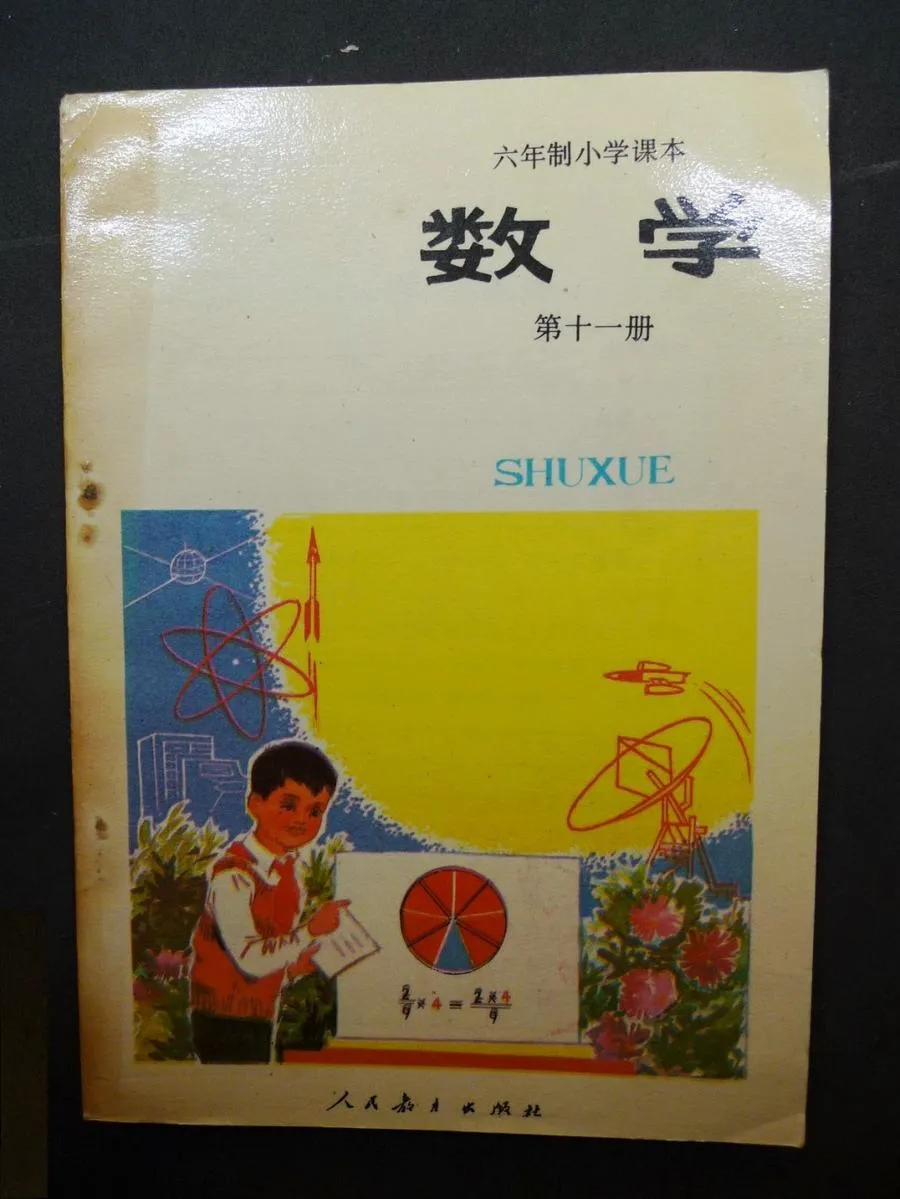 六年制小学课本
数学
第十一册
SHUXUE
2/9 × 4 = 2×4/9
人民教育出版社